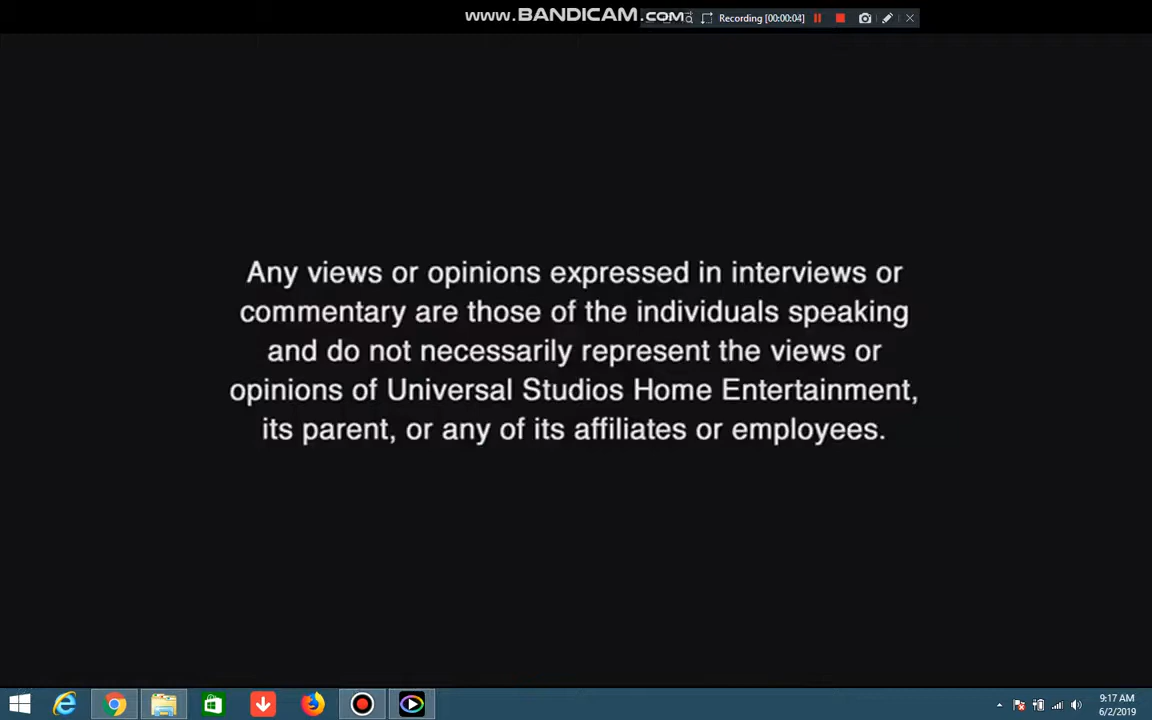 www.BANDICAM.com
Recording [00:00:04]
Any views or opinions expressed in interviews or
commentary are those of the individuals speaking
and do not necessarily represent the views or
opinions of Universal Studios Home Entertainment,
its parent, or any of its affiliates or employees.
9:17 AM
6/2/2019